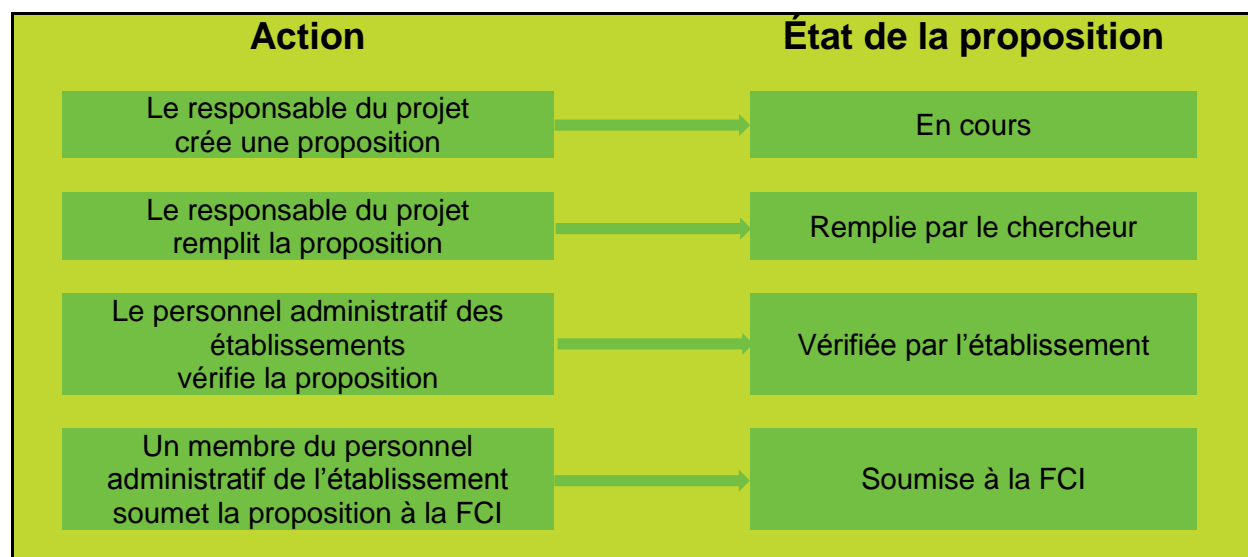 Action
État de la proposition
Le responsable du projet
crée une proposition
En cours
Le responsable du projet
remplit la proposition
Remplie par le chercheur
Le personnel administratif des
établissements
vérifie la proposition
Vérifiée par l’établissement
Un membre du personnel
administratif de l’établissement
soumet la proposition à la FCI
Soumise à la FCI